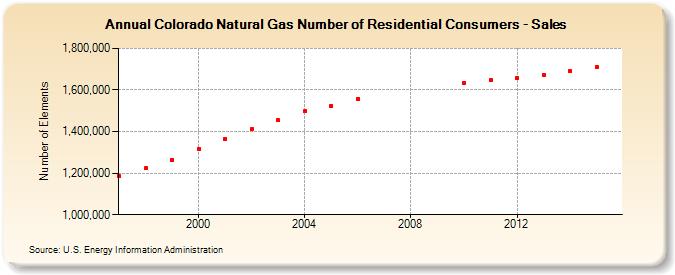 Annual Colorado Natural Gas Number of Residential Consumers - Sales
Number of Elements
1,800,000
1,600,000
1,400,000
1,200,000
1,000,000
2000 2004 2008 2012
Source: U.S. Energy Information Administration